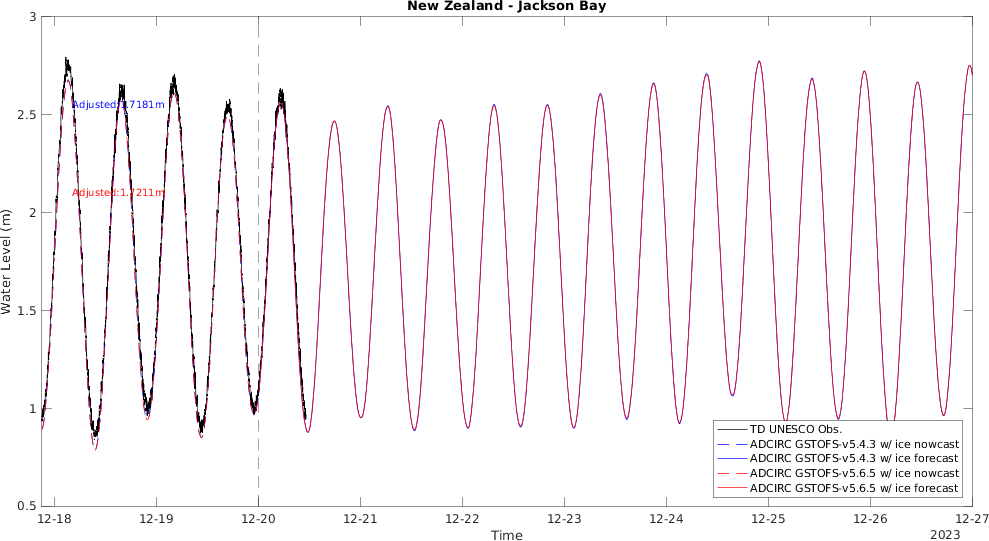 New Zealand - Jackson Bay
3
2.5
2
1.5
1
0.5
Water Level (m)
Adjusted:1.7181m
Adjusted:1.7211m
TD UNESCO Obs.
ADCIRC GSTOFS-v5.4.3 w/ ice nowcast
ADCIRC GSTOFS-v5.4.3 w/ ice forecast
ADCIRC GSTOFS-v5.6.5 w/ ice nowcast
ADCIRC GSTOFS-v5.6.5 w/ ice forecast
12-18 12-19 12-20 12-21 12-22 12-23 12-24 12-25 12-26 12-27
Time
2023